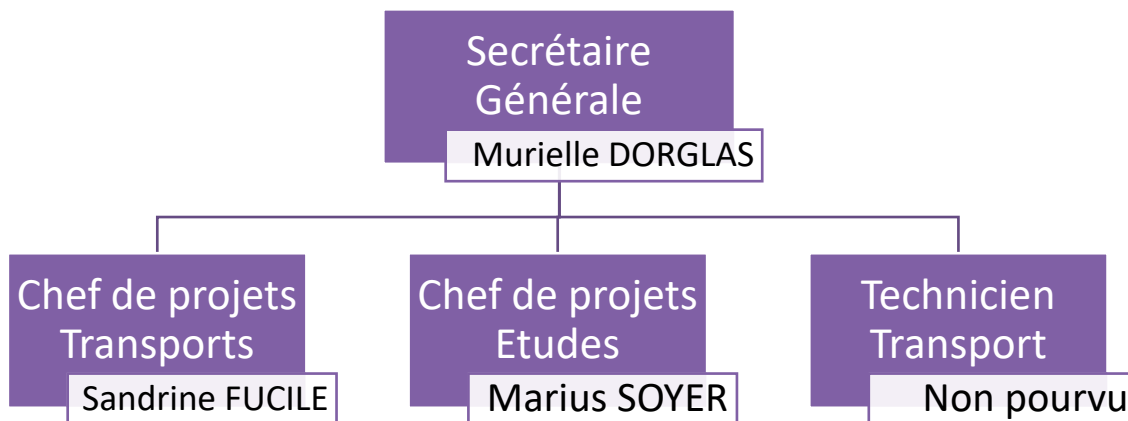 Secrétaire
Générale
Murielle DORGLAS
Chef de projets
Transports
Sandrine FUCILE
Chef de projets
Etudes
Marius SOYER
Technicien
Transport
Non pourvu